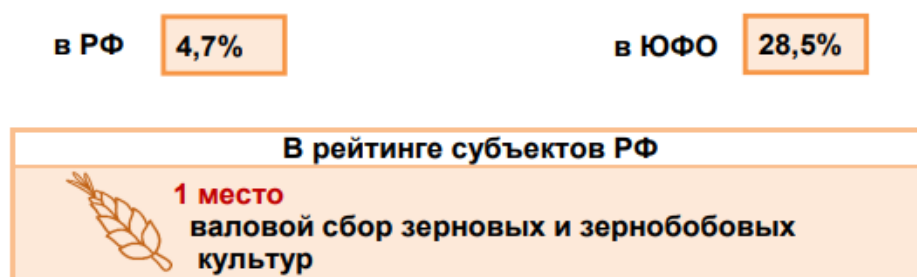 в РФ 4,7% в ЮФО 28,5%
В рейтинге субъектов РФ
1 место
валовой сбор зерновых и зернобобовых
культур